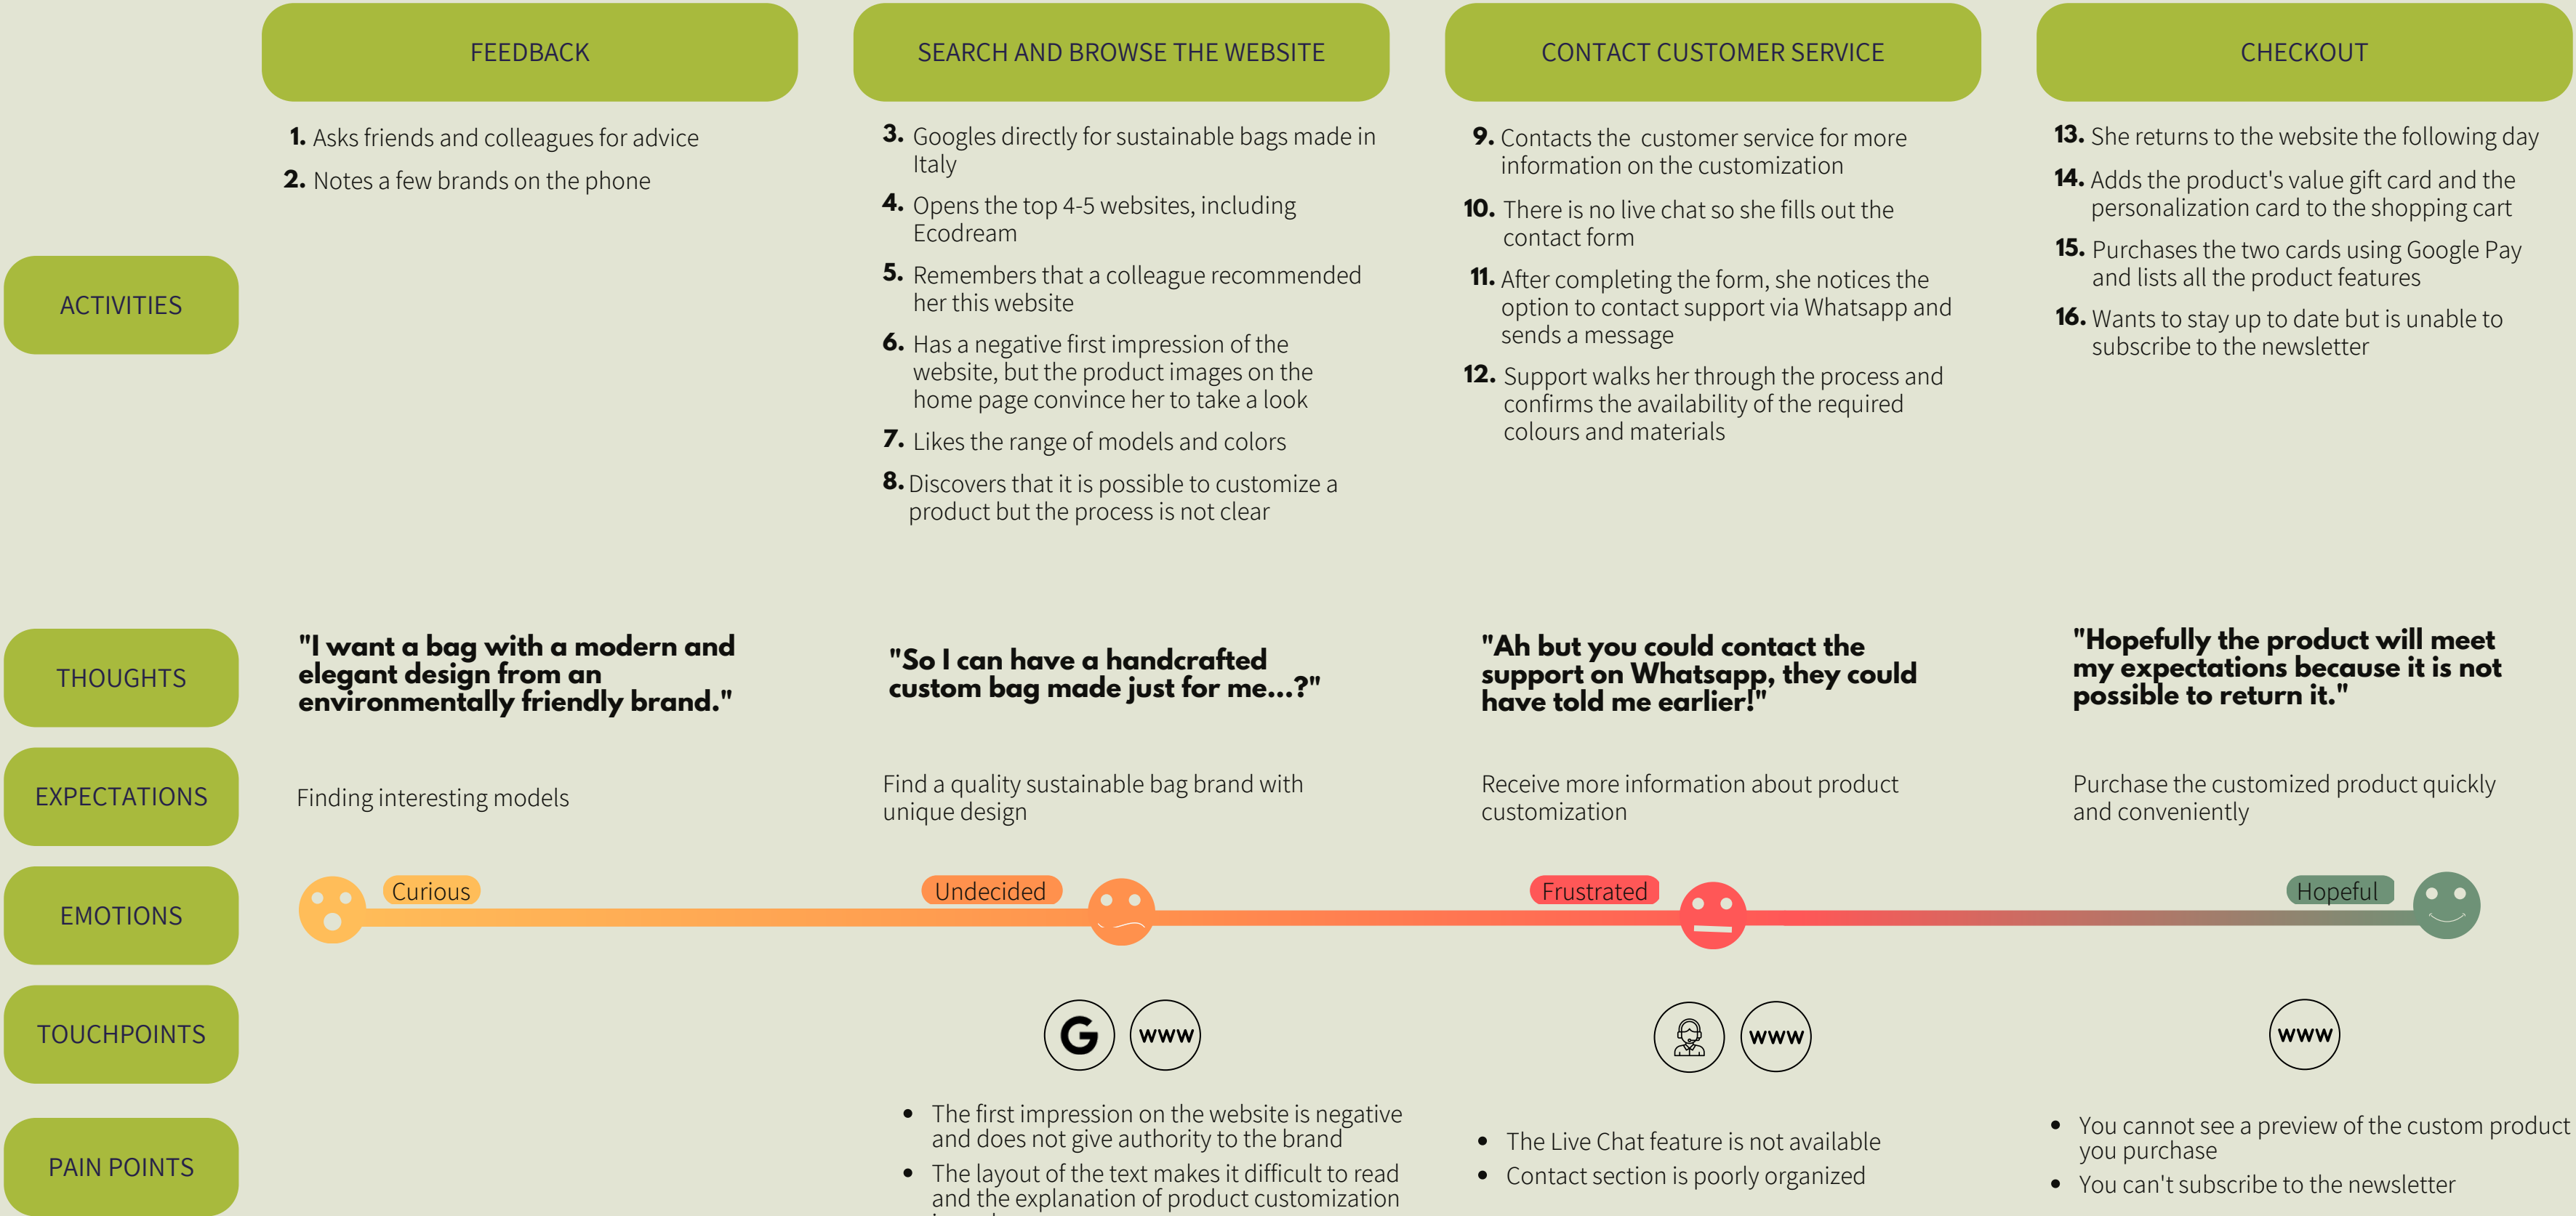 FEEDBACK
SEARCH AND BROWSE THE WEBSITE
CONTACT CUSTOMER SERVICE
CHECKOUT
ACTIVITIES
1. Asks friends and colleagues for advice
2. Notes a few brands on the phone
3. Googles directly for sustainable bags made in
Italy
4. Opens the top 4-5 websites, including
Ecodream
5. Remembers that a colleague recommended
her this website
6. Has a negative first impression of the
website, but the product images on the
home page convince her to take a look
7. Likes the range of models and colors
8. Discovers that it is possible to customize a
product but the process is not clear
9. Contacts the customer service for more
information on the customization
10. There is no live chat so she fills out the
contact form
11. After completing the form, she notices the
option to contact support via Whatsapp and
sends a message
12. Support walks her through the process and
confirms the availability of the required
colours and materials
13. She returns to the website the following day
14. Adds the product's value gift card and the
personalization card to the shopping cart
15. Purchases the two cards using Google Pay
and lists all the product features
16. Wants to stay up to date but is unable to
subscribe to the newsletter
THOUGHTS
"I want a bag with a modern and
elegant design from an
environmentally friendly brand."
"So I can have a handcrafted
custom bag made just for me...?"
"Ah but you could contact the
support on Whatsapp, they could
have told me earlier!"
"Hopefully the product will meet
my expectations because it is not
possible to return it."
EXPECTATIONS
Finding interesting models
Find a quality sustainable bag brand with
unique design
Receive more information about product
customization
Purchase the customized product quickly
and conveniently
EMOTIONS
Curious
Undecided
Frustrated
Hopeful
TOUCHPOINTS
G
www
www
www
PAIN POINTS
• The first impression on the website is negative
and does not give authority to the brand
• The layout of the text makes it difficult to read
and the explanation of product customization
• The Live Chat feature is not available
• Contact section is poorly organized
• You cannot see a preview of the custom product
you purchase
• You can't subscribe to the newsletter